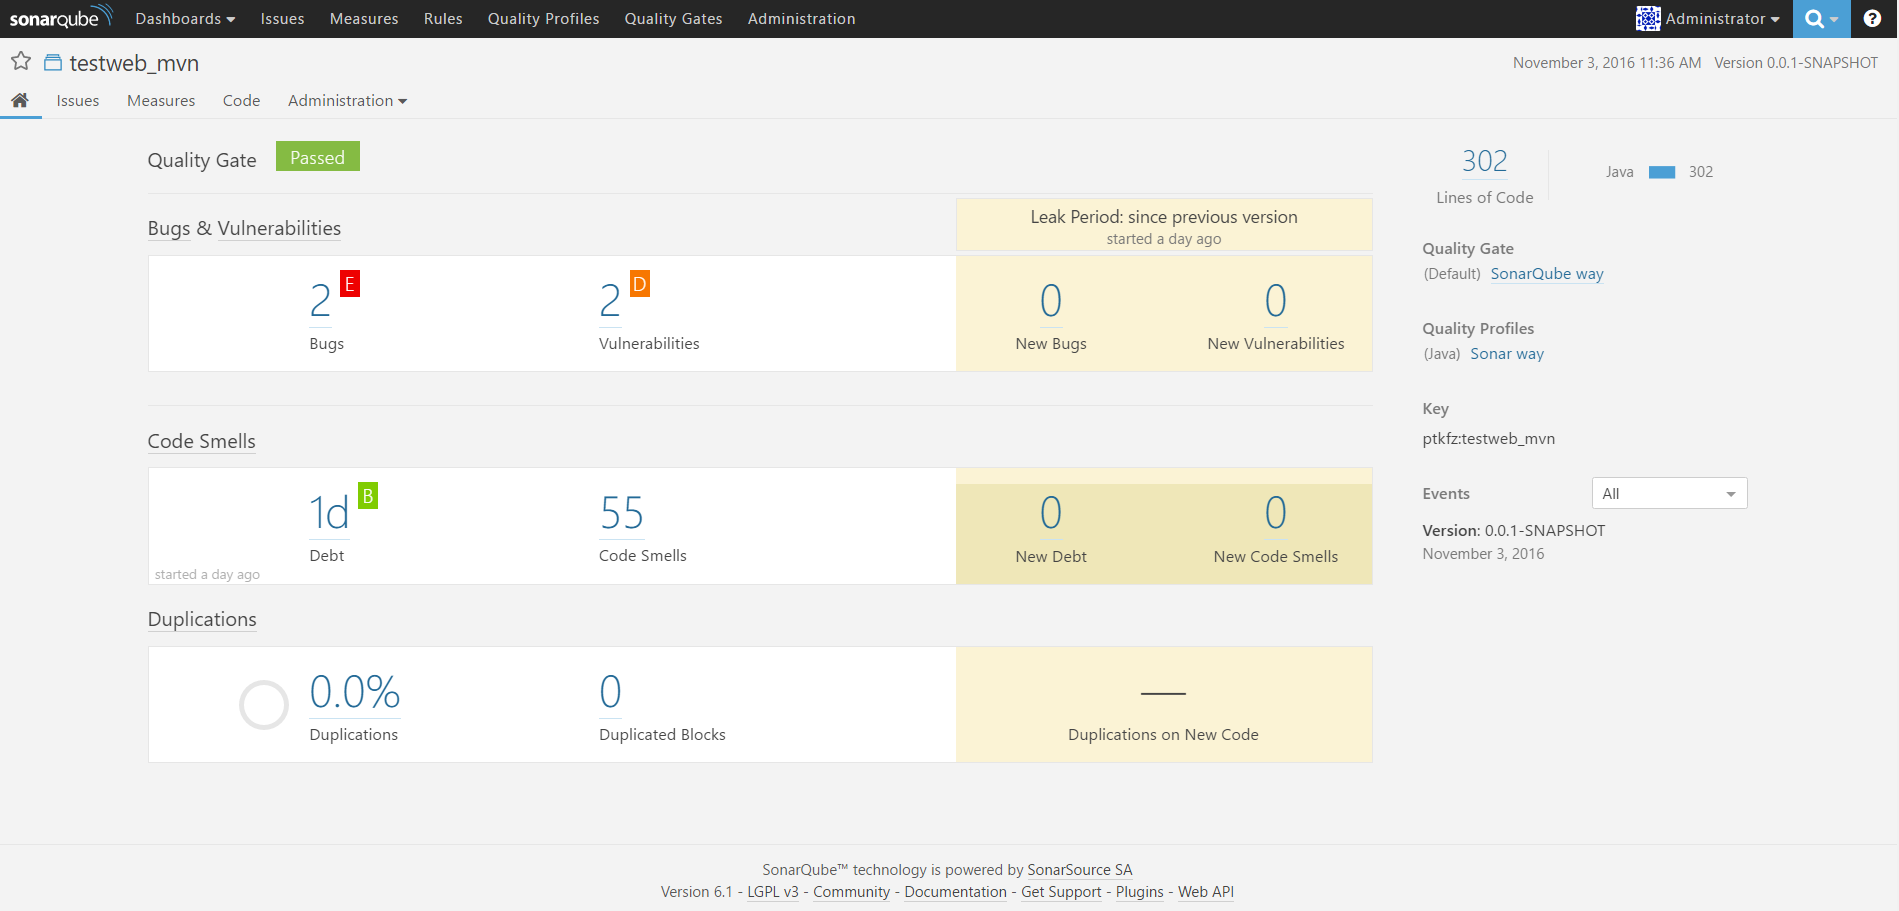 sonarqube Dashboards Issues Measures Rules Quality Profiles Quality Gates Administration Administrator ?
testweb_mvn November 3, 2016 11:36 AM Version 0.0.1-SNAPSHOT
Issues Measures Code Administration
Quality Gate Passed
302
Lines of Code
Java 302
Bugs & Vulnerabilities
Leak Period: since previous version
started a day ago
2 E
Bugs
2 D
Vulnerabilities
0
New Bugs
0
New Vulnerabilities
Code Smells
1d B
Debt
started a day ago
55
Code Smells
0
New Debt
0
New Code Smells
Duplications
0.0%
Duplications
0
Duplicated Blocks
—
Duplications on New Code
Quality Gate
(Default) SonarQube way
Quality Profiles
(Java) Sonar way
Key
ptkfz:testweb_mvn
Events All
Version: 0.0.1-SNAPSHOT
November 3, 2016
SonarQube™ technology is powered by SonarSource SA
Version 6.1 - LGPL v3 - Community - Documentation - Get Support - Plugins - Web API